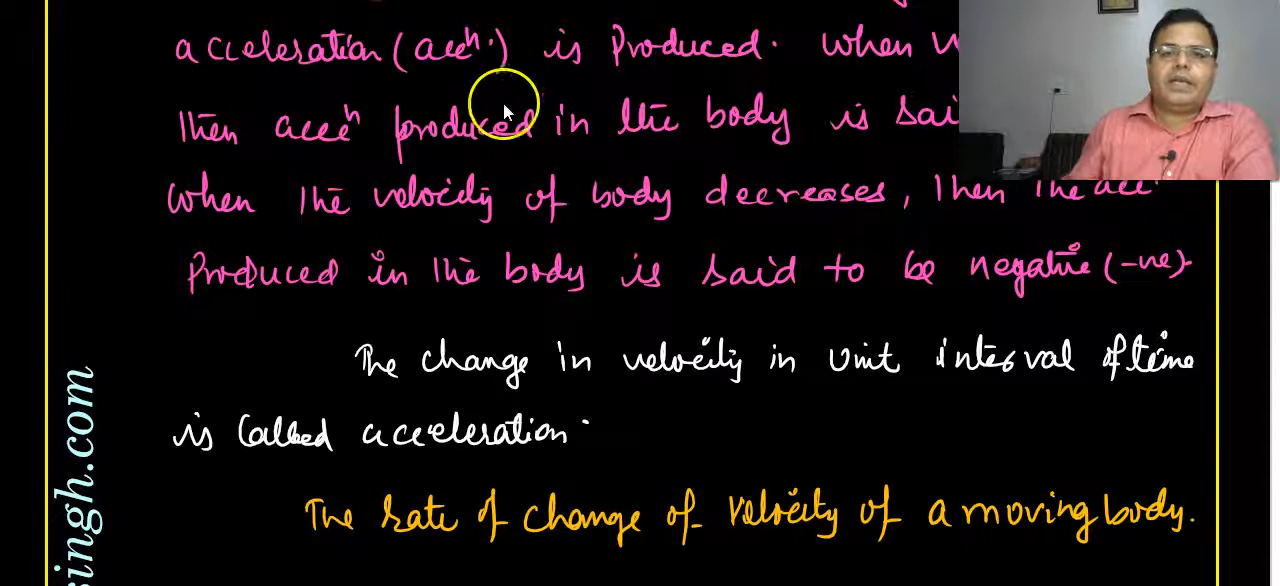 acceleration (accn.) is produced. When
then accn produced in the body is sai
when the velocity of body decreases, then the acc
Produced in the body is said to be negative (-ve).
The change in velocity in unit interval of time
is called acceleration.
The rate of change of velocity of a moving body.
singh.com